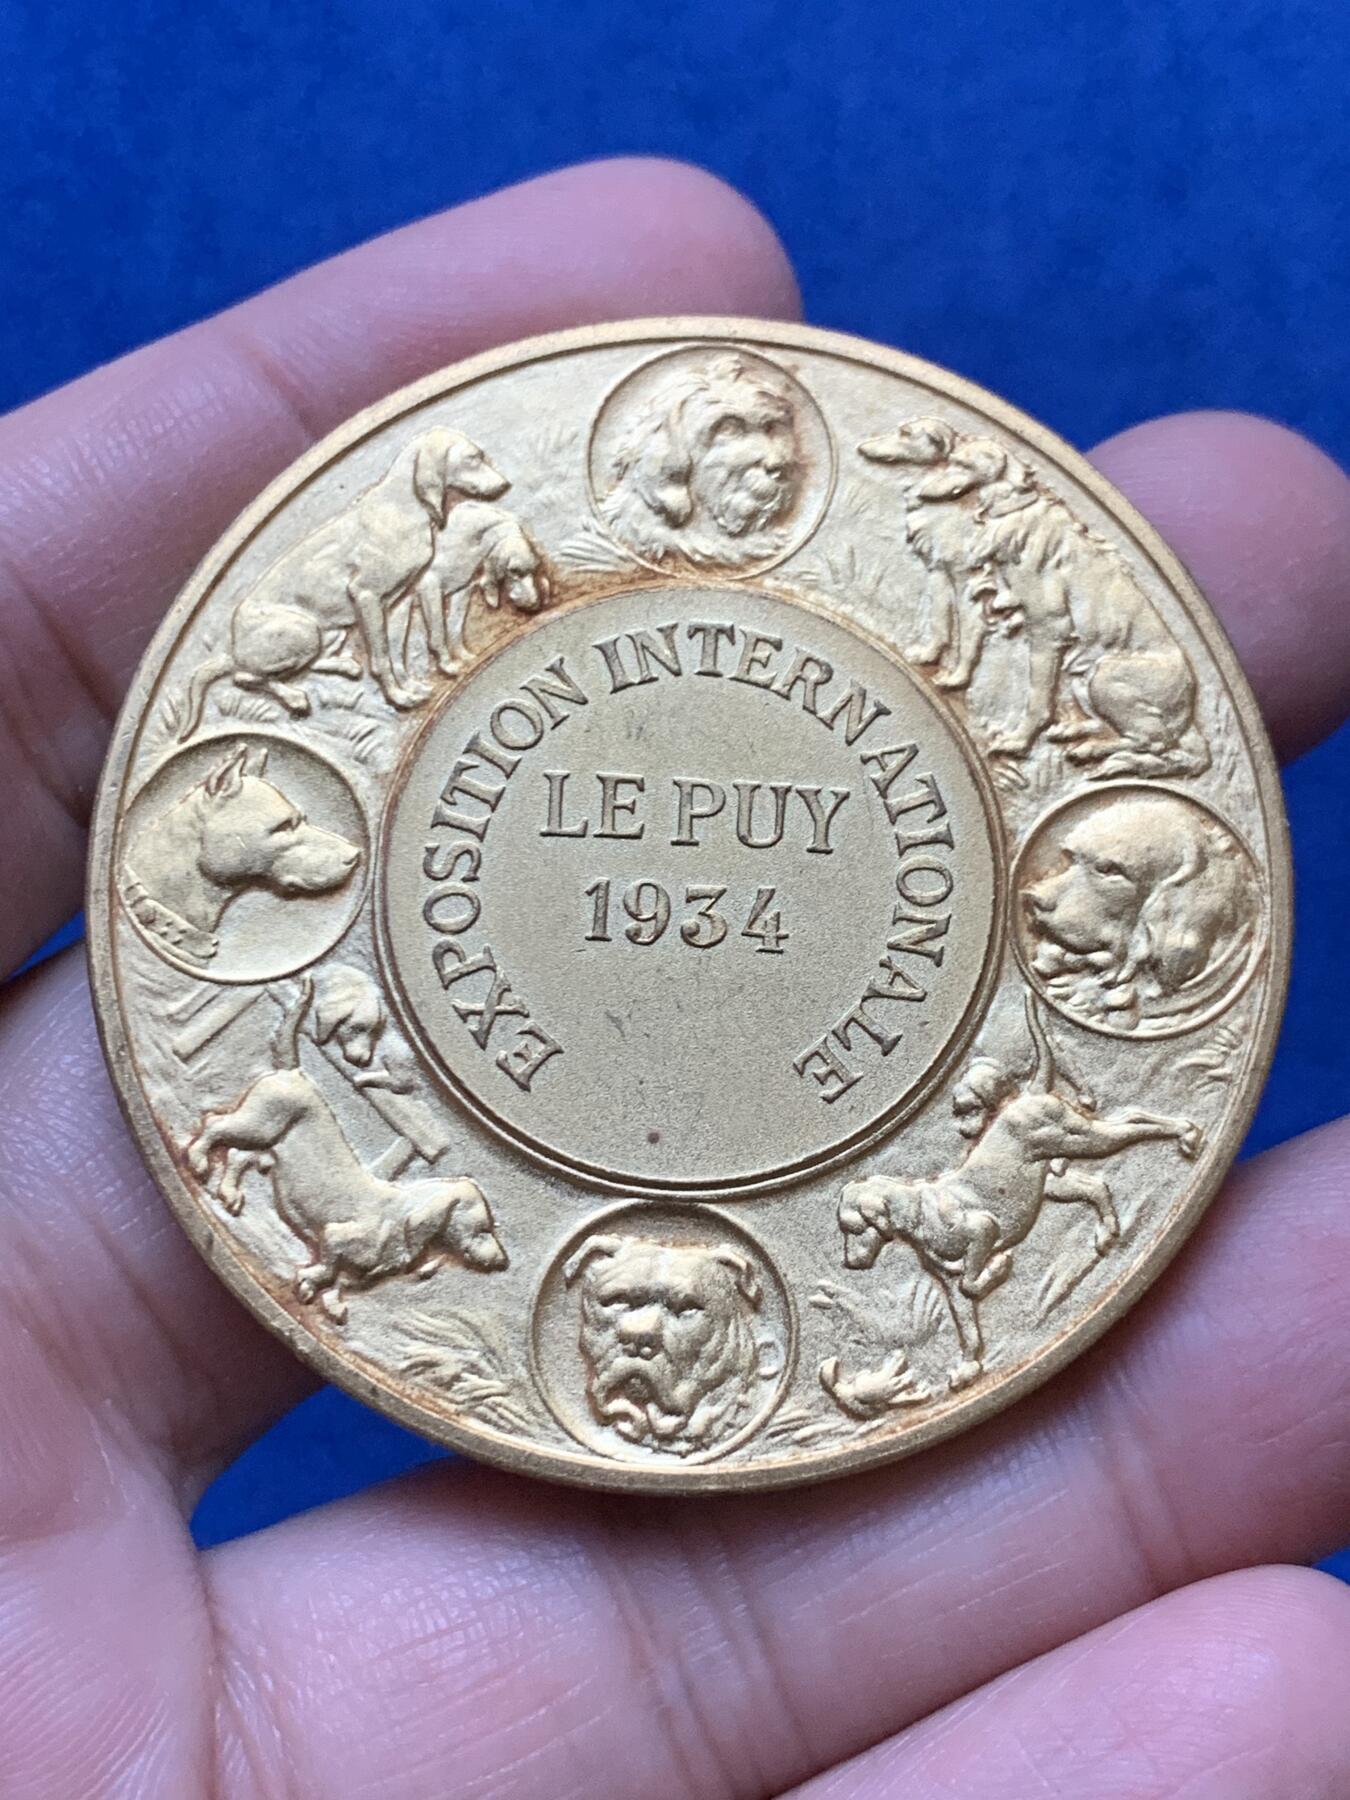 EXPOSITION INTERNATIONALE
LE PUY
1934